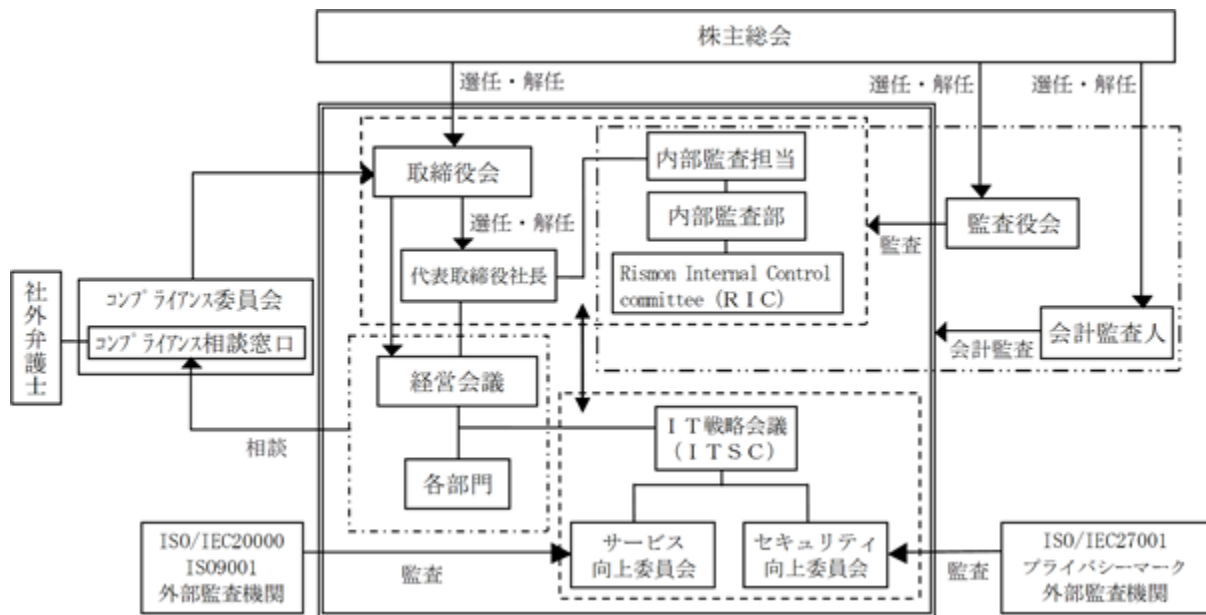 株主総会
選任・解任
選任・解任
選任・解任
取締役会
内部監査担当
選任・解任
内部監査部
監査役会
監査
代表取締役社長
Rismon Internal Control
committee（ＲＩＣ）
社外弁護士
コンプライアンス委員会
コンプライアンス相談窓口
会計監査人
会計監査
経営会議
相談
ＩＴ戦略会議
（ＩＴＳＣ）
各部門
ISO/IEC20000
ISO9001
外部監査機関
監査
サービス
向上委員会
セキュリティ
向上委員会
監査
ISO/IEC27001
プライバシーマーク
外部監査機関